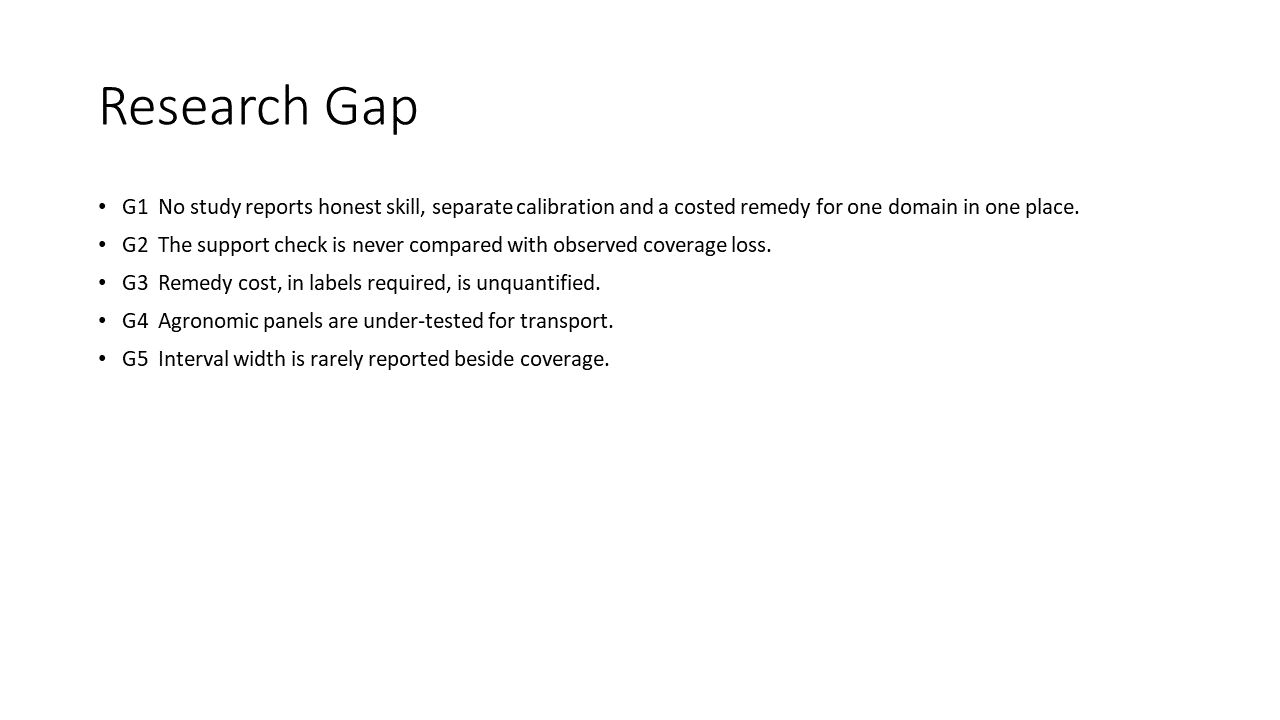 Research Gap
• G1 No study reports honest skill, separate calibration and a costed remedy for one domain in one place.
• G2 The support check is never compared with observed coverage loss.
• G3 Remedy cost, in labels required, is unquantified.
• G4 Agronomic panels are under-tested for transport.
• G5 Interval width is rarely reported beside coverage.